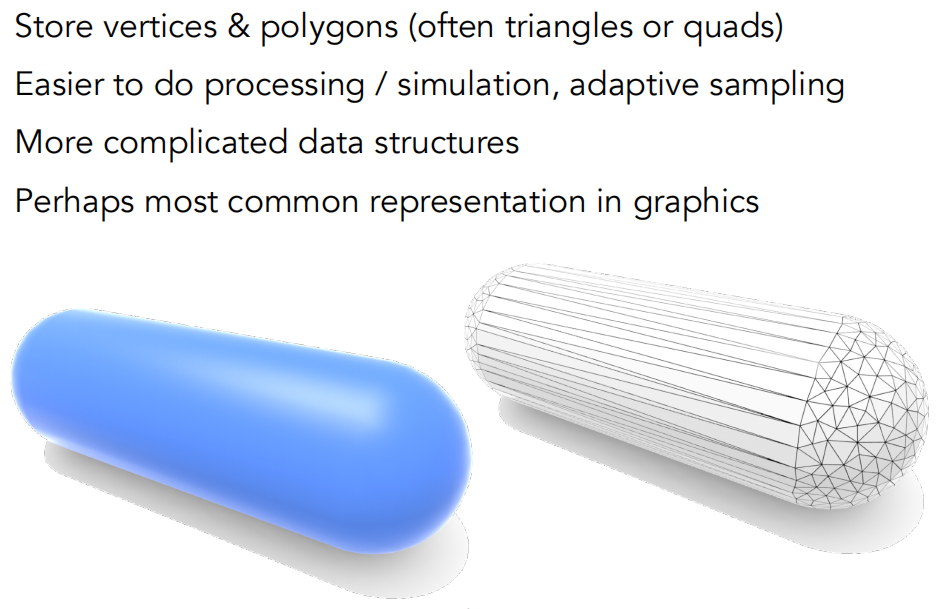 Store vertices & polygons (often triangles or quads)
Easier to do processing / simulation, adaptive sampling
More complicated data structures
Perhaps most common representation in graphics